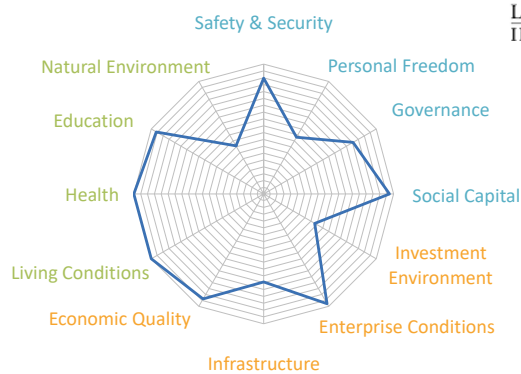 Safety & Security
Natural Environment
Personal Freedom
Education
Governance
Health
Social Capital
Living Conditions
Investment
Environment
Economic Quality
Enterprise Conditions
Infrastructure